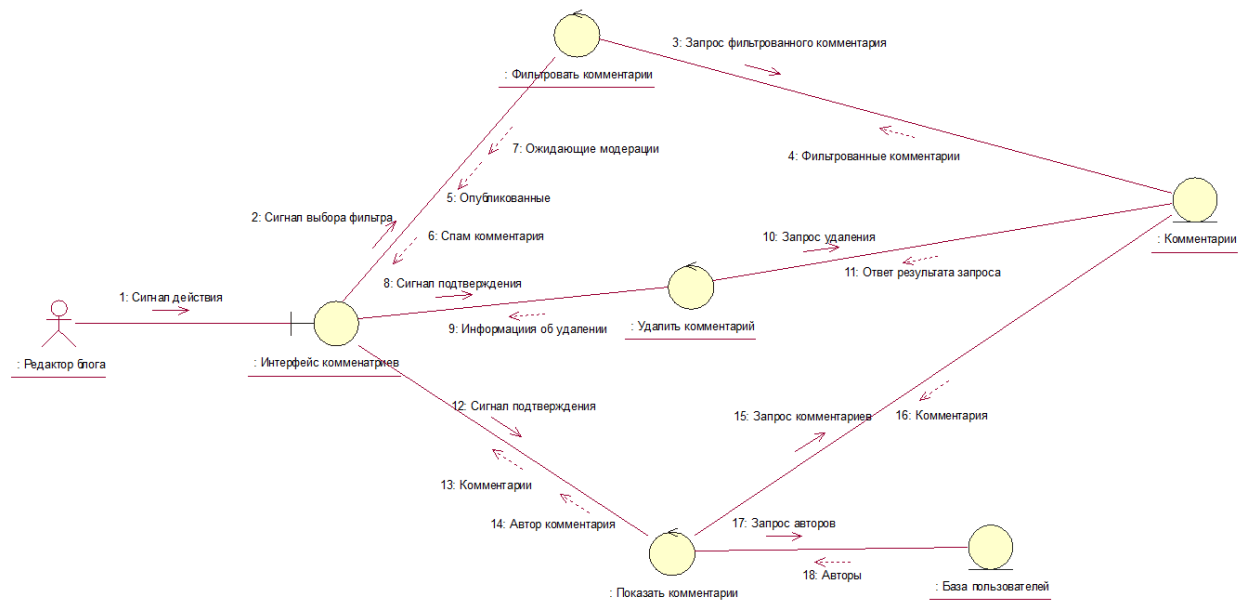 3: Запрос фильтрованного комментария
: Фильтровать комментарии
7: Ожидающие модерации
4: Фильтрованные комментарии
5: Опубликованные
2: Сигнал выбора фильтра
6: Спам комментария
10: Запрос удаления
: Комментарии
11: Ответ результата запроса
8: Сигнал подтверждения
1: Сигнал действия
9: Информациия об удалении
: Удалить комментарий
: Редактор блога
: Интерфейс комменатриев
12: Сигнал подтверждения
15: Запрос комментариев
16: Комментария
13: Комментарии
14: Автор комментария
17: Запрос авторов
18: Авторы
: База пользователей
: Показать комментарии